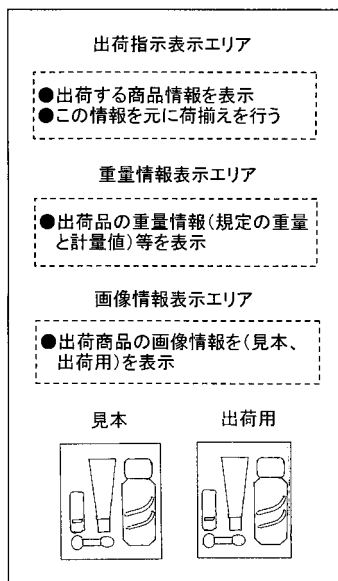 出荷指示表示エリア
●出荷する商品情報を表示
●この情報を元に荷揃えを行う
重量情報表示エリア
●出荷品の重量情報(規定の重量
と計量値)等を表示
画像情報表示エリア
●出荷商品の画像情報を(見本、
出荷用)を表示
見本
出荷用